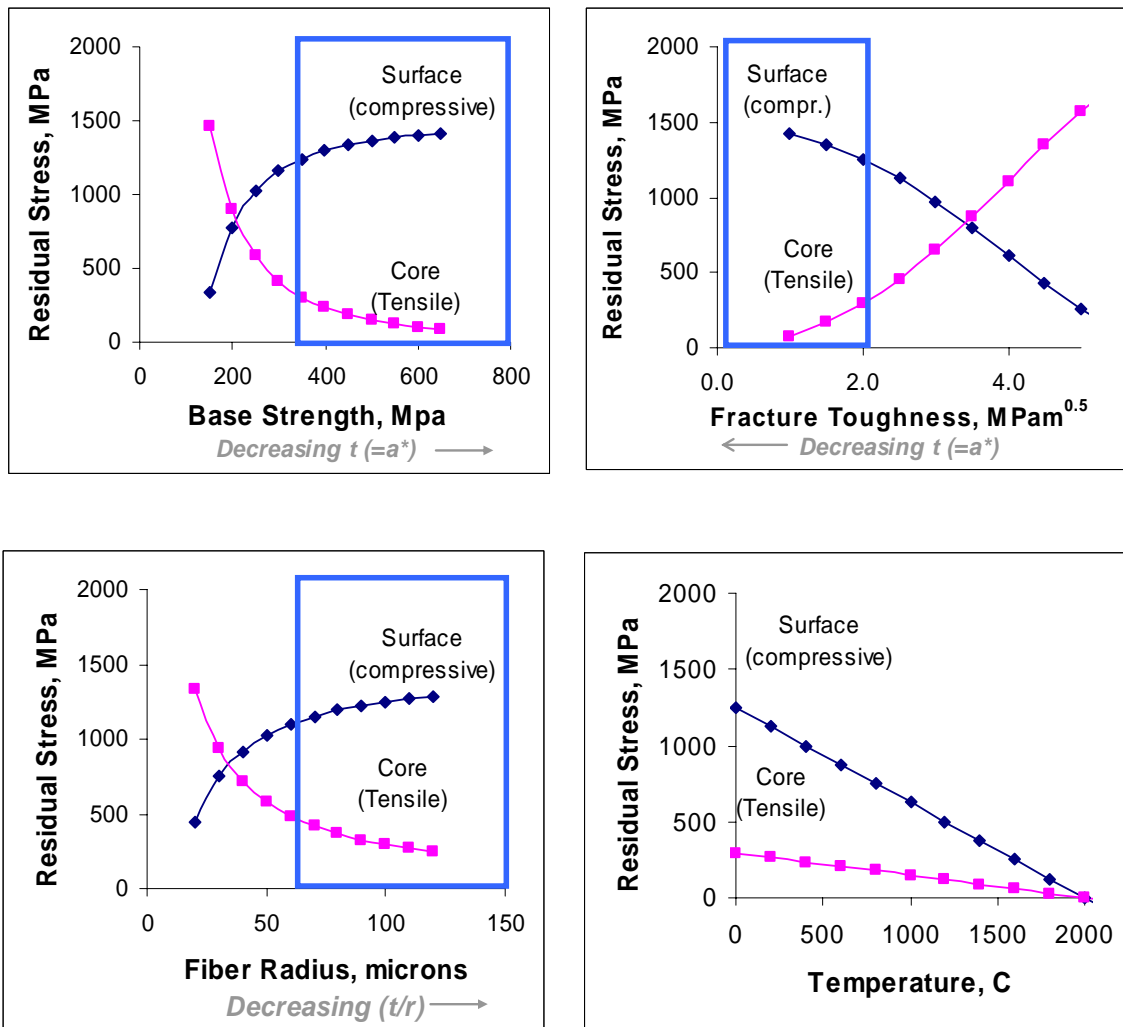 Residual Stress, MPa
2000
1500
1000
500
0
Surface
(compressive)
Core
(Tensile)
0 200 400 600 800
Base Strength, Mpa
Decreasing t (=a*)
Residual Stress, MPa
2000
1500
1000
500
0
Surface
(compr.)
Core
(Tensile)
0.0 2.0 4.0
Fracture Toughness, MPam^0.5
Decreasing t (=a*)
Residual Stress, MPa
2000
1500
1000
500
0
Surface
(compressive)
Core
(Tensile)
0 50 100 150
Fiber Radius, microns
Decreasing (t/r)
Residual Stress, MPa
2000
1500
1000
500
0
Surface
(compressive)
Core
(Tensile)
0 500 1000 1500 2000
Temperature, C